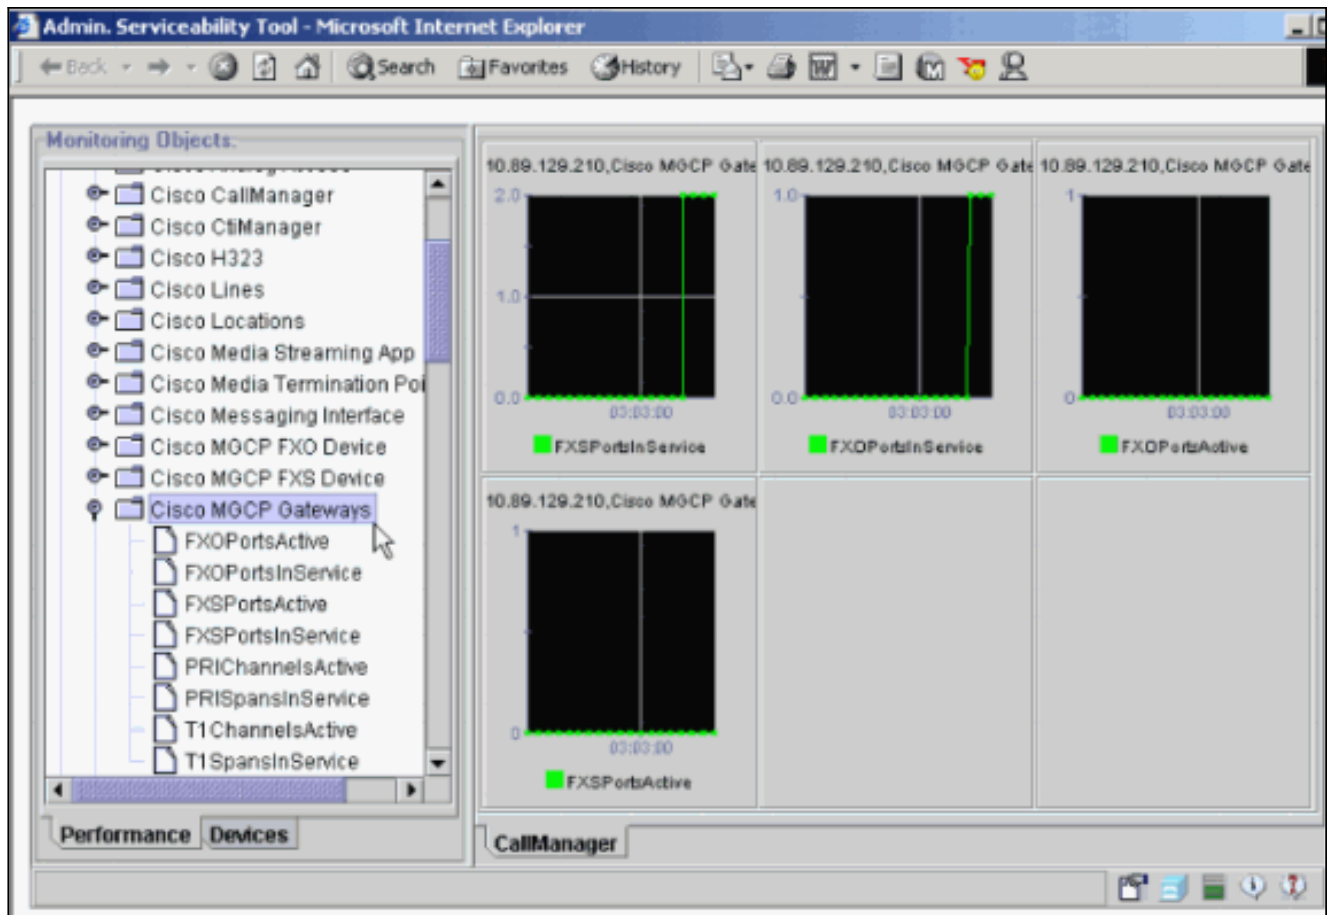 Admin. Serviceability Tool - Microsoft Internet Explorer
Back Search Favorites History
Monitoring Objects:
Cisco CallManager
Cisco CtiManager
Cisco H323
Cisco Lines
Cisco Locations
Cisco Media Streaming App
Cisco Media Termination Poi
Cisco Messaging Interface
Cisco MGCP FXO Device
Cisco MGCP FXS Device
Cisco MGCP Gateways
FXOPortsActive
FXOPortsInService
FXSPortsActive
FXSPortsInService
PRIChannelsActive
PRISpansInService
T1ChannelsActive
T1SpansInService
Performance Devices
10.89.129.210,Cisco MGCP Gate
2.0
1.0
0.0
03:03:00
FXSPortsInService
10.89.129.210,Cisco MGCP Gate
1.0
0.0
03:03:00
FXOPortsInService
10.89.129.210,Cisco MGCP Gate
1
0
03:03:00
FXOPortsActive
10.89.129.210,Cisco MGCP Gate
1
0
03:03:00
FXSPortsActive
CallManager